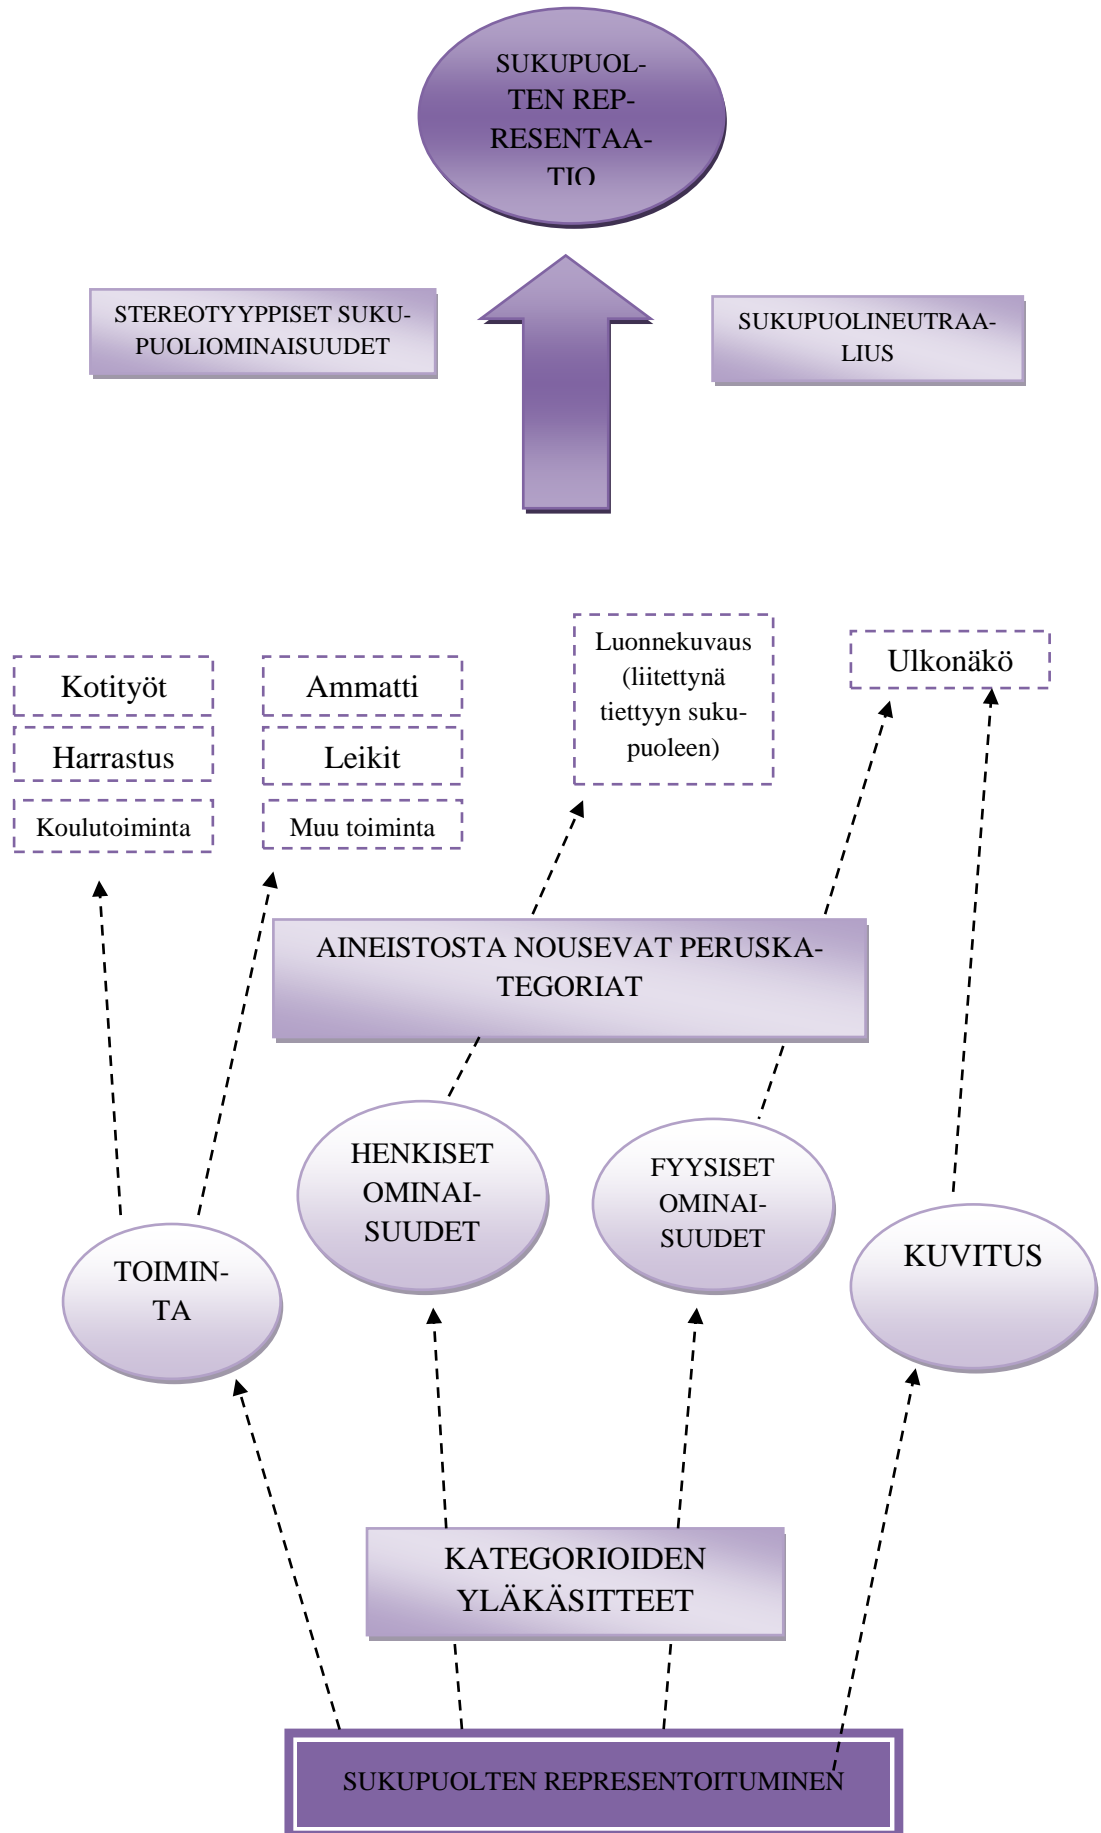 SUKUPUOL-
TEN REP-
RESENTAA-
TIO
STEREOTYYPPISET SUKU-
PUOLIOMINAISUUDET
SUKUPUOLINEUTRAA-
LIUS
Kotityöt
Harrastus
Koulutoiminta
Ammatti
Leikit
Muu toiminta
Luonnekuvaus
(liitettynä
tiettyyn suku-
puoleen)
Ulkonäkö
AINEISTOSTA NOUSEVAT PERUSKA-
TEGORIAT
TOIMIN-
TA
HENKISET
OMINAI-
SUUDET
FYYSISET
OMINAI-
SUUDET
KUVITUS
KATEGORIOIDEN
YLÄKÄSITTEET
SUKUPUOLTEN REPRESENTOITUMINEN